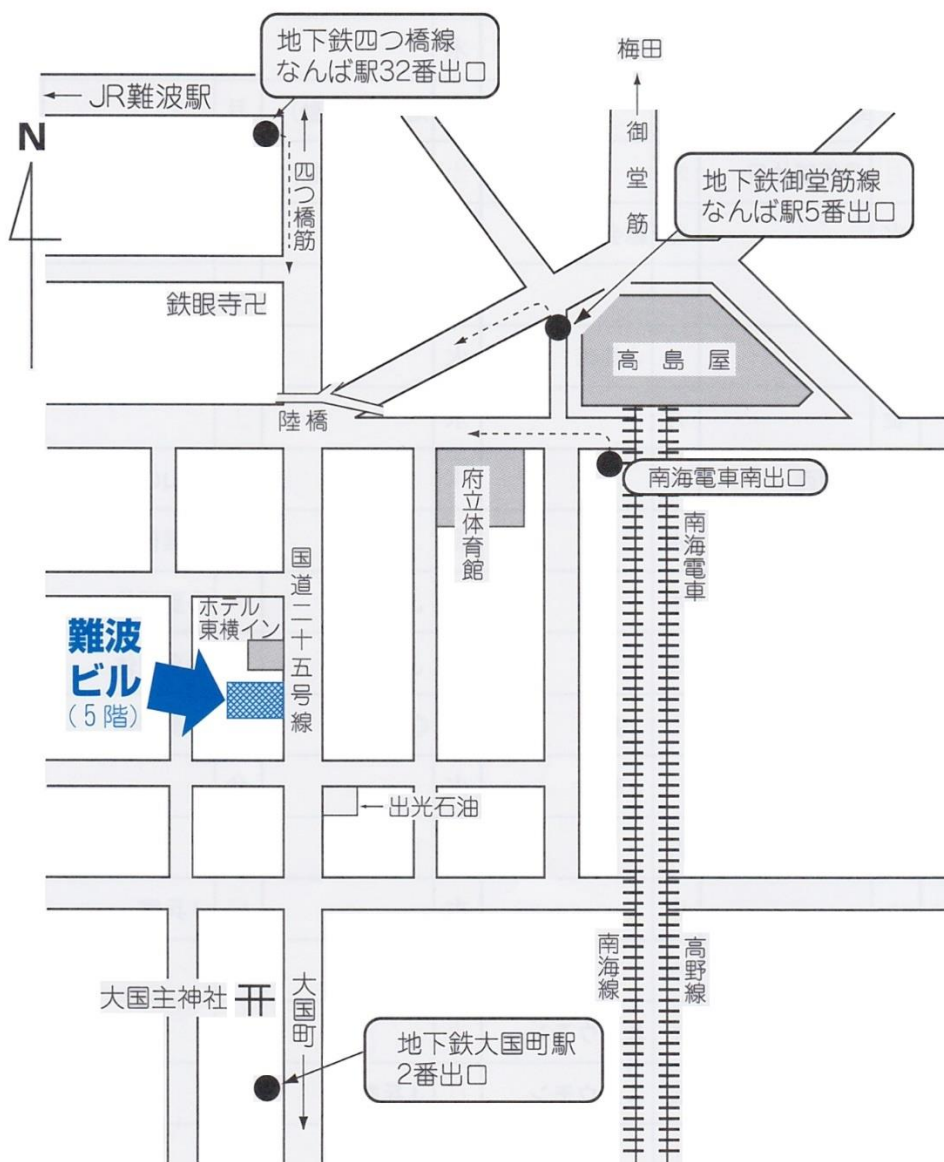 地下鉄四つ橋線
なんば駅32番出口
梅田
←JR難波駅
N
四つ橋筋
御堂筋
地下鉄御堂筋線
なんば駅5番出口
鉄眼寺卍
高島屋
陸橋
南海電車南出口
府立体育館
南海電車
国道二十五号線
ホテル
東横イン
難波
ビル
(5階)
←出光石油
南海線
高野線
大国主神社
大国町
地下鉄大国町駅
2番出口